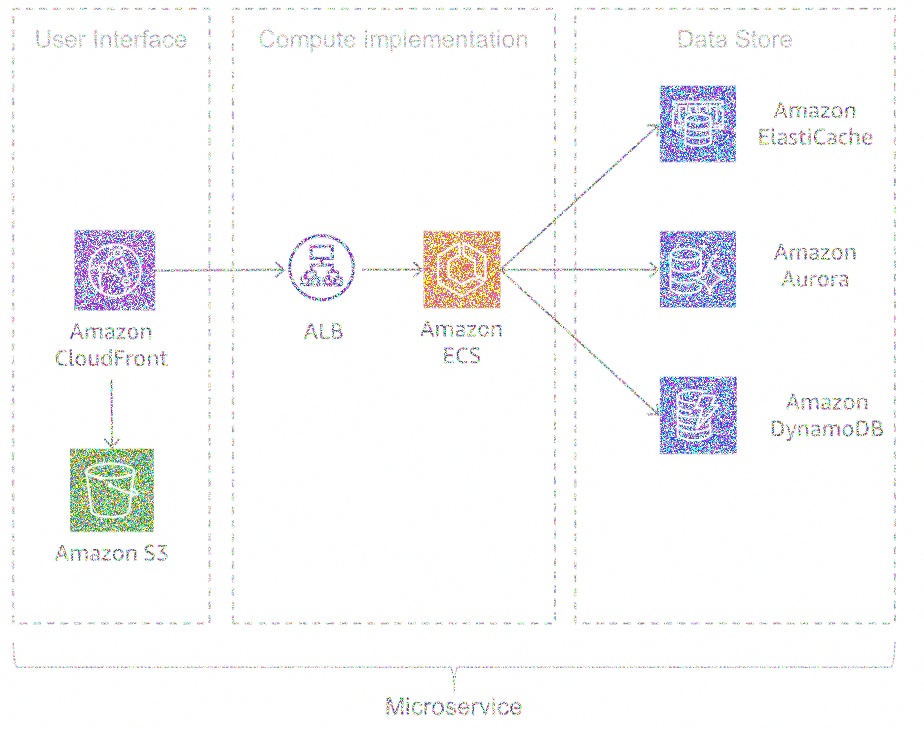 User Interface
Compute implementation
Data Store
Amazon
ElastiCache
Amazon
CloudFront
ALB
Amazon
ECS
Amazon
Aurora
Amazon
DynamoDB
Amazon S3
Microservice